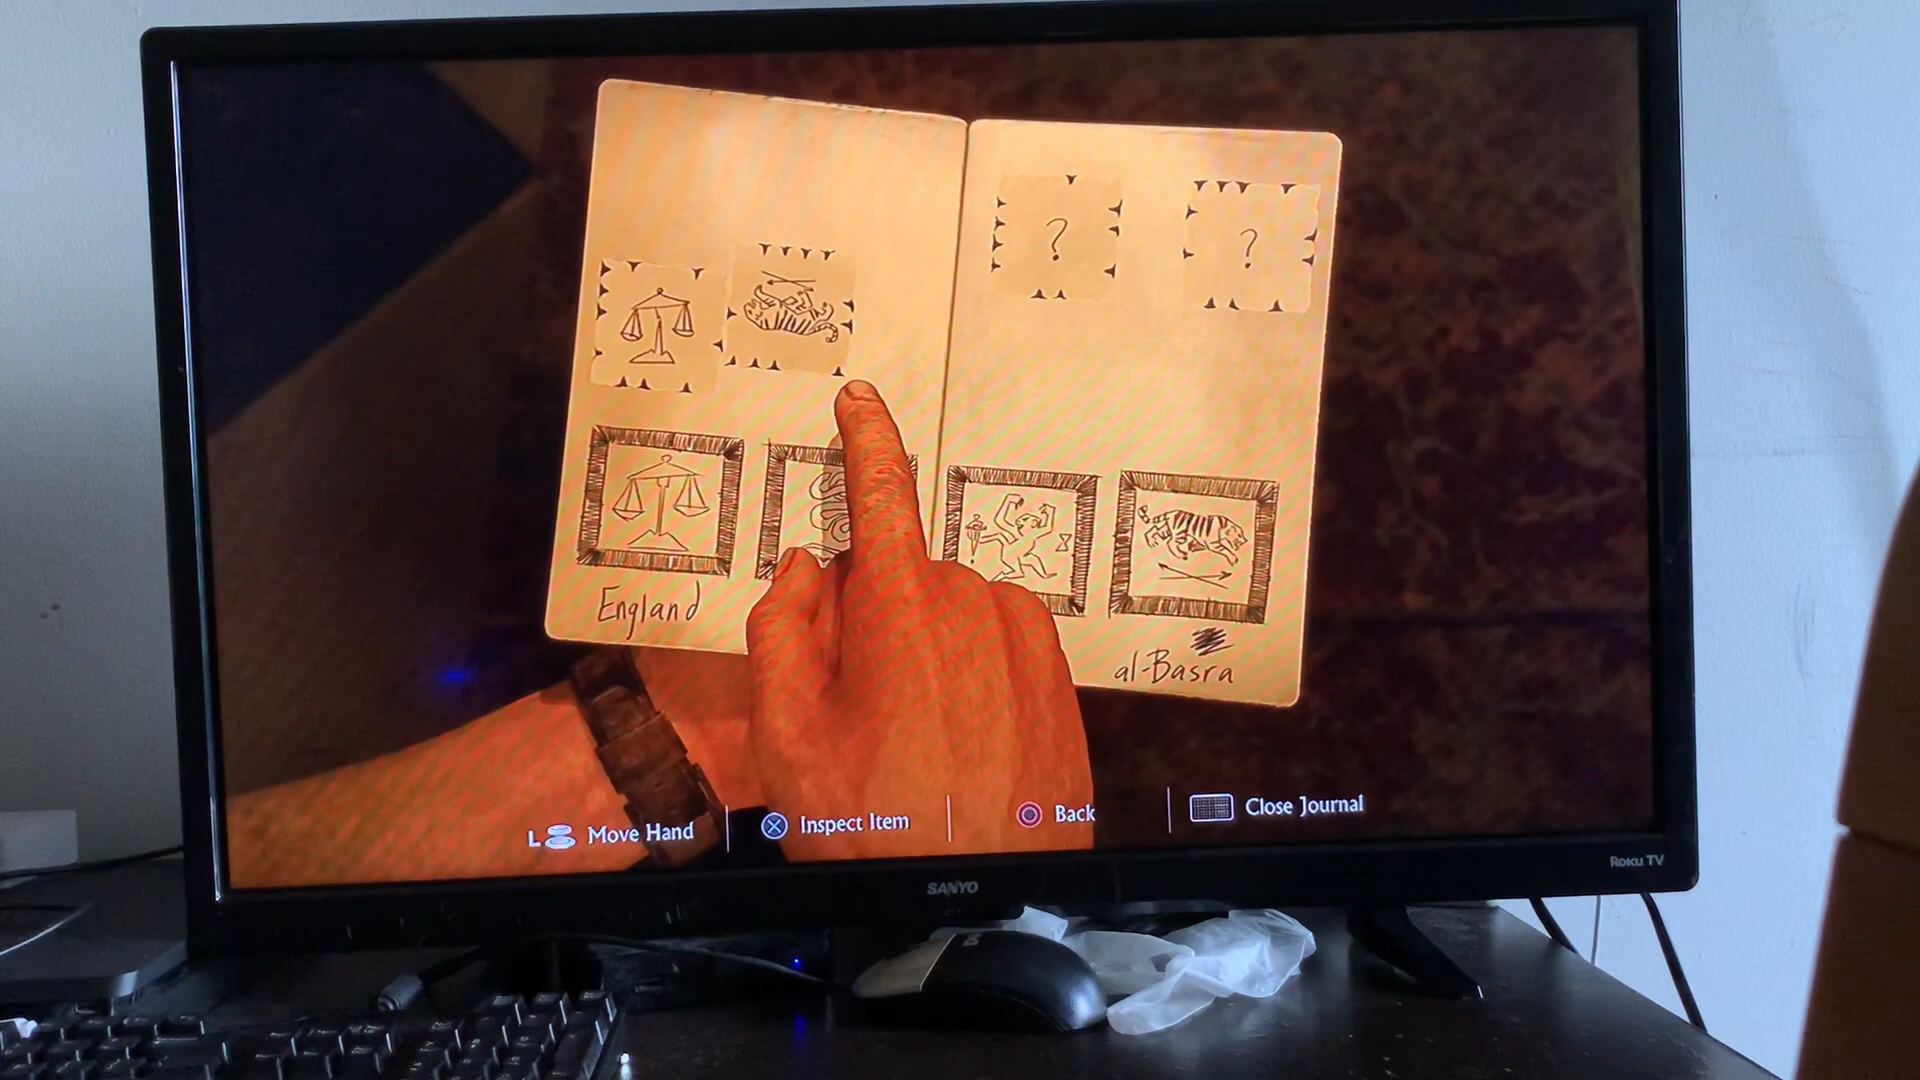 ?
?
England
al-Basra
L Move Hand
Inspect Item
Back
Close Journal
Roku TV
SANYO